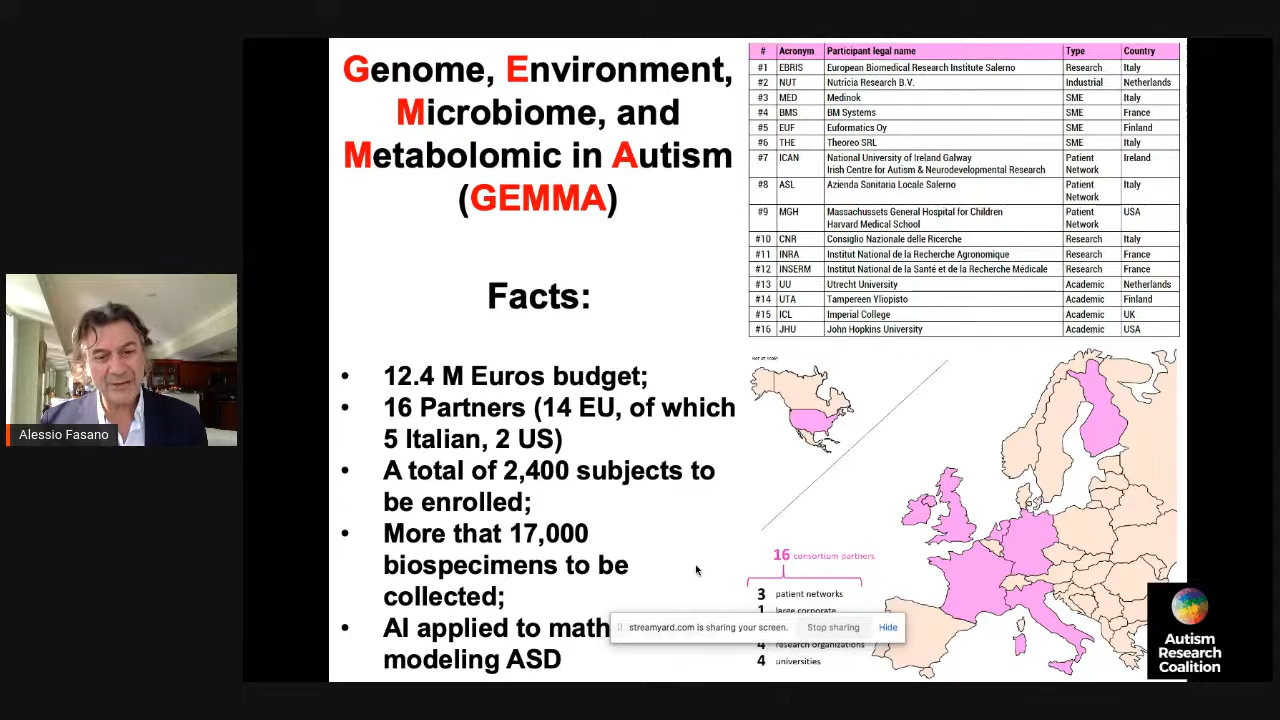 Genome, Environment,
Microbiome, and
Metabolomic in Autism
(GEMMA)
Facts:
• 12.4 M Euros budget;
• 16 Partners (14 EU, of which
5 Italian, 2 US)
• A total of 2,400 subjects to
be enrolled;
• More that 17,000
biospecimens to be
collected;
• AI applied to math
modeling ASD
# Acronym Participant legal name Type Country
#1 EBRIS European Biomedical Research Institute Salerno Research Italy
#2 NUT Nutricia Research B.V. Industrial Netherlands
#3 MED Medinok SME Italy
#4 BMS BM Systems SME France
#5 EUF Euformatics Oy SME Finland
#6 THE Theoreo SRL SME Italy
#7 ICAN National University of Ireland Galway Patient Ireland
Irish Centre for Autism & Neurodevelopmental Research Network
#8 ASL Azienda Sanitaria Locale Salerno Patient Italy
Network
#9 MGH Massachussets General Hospital for Children Patient USA
Harvard Medical School Network
#10 CNR Consiglio Nazionale delle Ricerche Research Italy
#11 INRA Institut National de la Recherche Agronomique Research France
#12 INSERM Institut National de la Santé et de la Recherche Médicale Research France
#13 UU Utrecht University Academic Netherlands
#14 UTA Tampereen Yliopisto Academic Finland
#15 ICL Imperial College Academic UK
#16 JHU John Hopkins University Academic USA
not at scale
16 consortium partners
3 patient networks
1 large corporate
4 research organizations
4 universities
streamyard.com is sharing your screen. Stop sharing Hide
Alessio Fasano
Autism
Research
Coalition